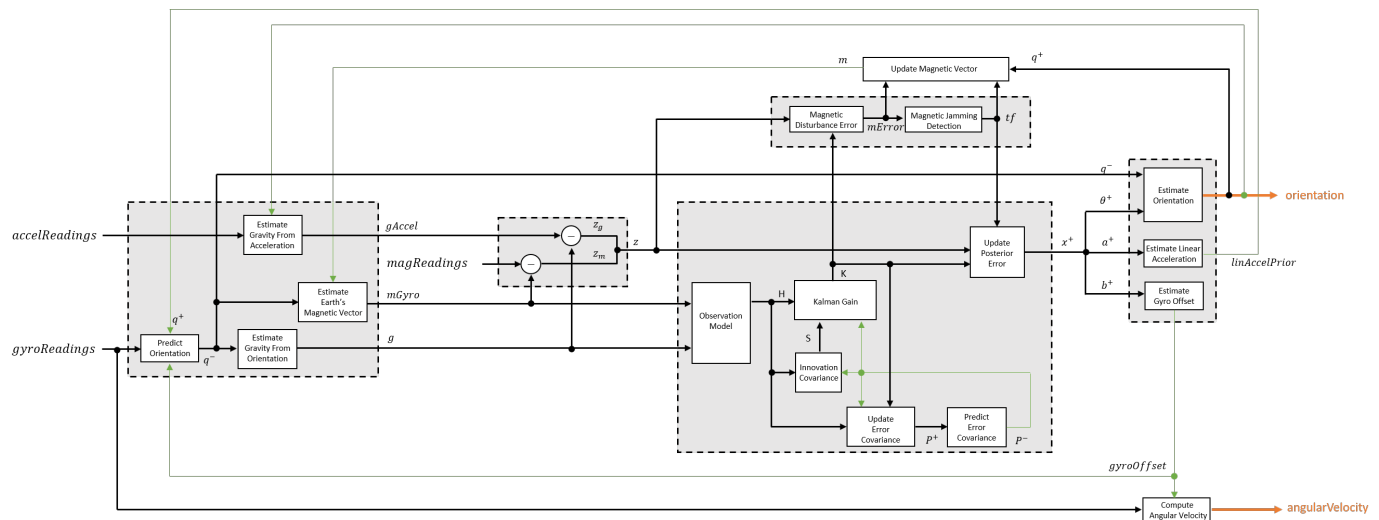 m
Update Magnetic Vector
q⁺
Magnetic
Disturbance Error
mError
Magnetic Jamming
Detection
tf
q⁻
Estimate
Orientation
orientation
θ⁺
accelReadings
Estimate
Gravity From
Acceleration
gAccel
z_g
z
z_m
magReadings
Update
Posterior
Error
x⁺
a⁺
Estimate Linear
Acceleration
linAccelPrior
b⁺
Estimate
Gyro Offset
Estimate
Earth's
Magnetic Vector
mGyro
K
H
Kalman Gain
Observation
Model
q⁺
gyroReadings
Predict
Orientation
q⁻
Estimate
Gravity From
Orientation
g
S
Innovation
Covariance
Update
Error
Covariance
P⁺
Predict
Error
Covariance
P⁻
gyroOffset
Compute
Angular Velocity
angularVelocity